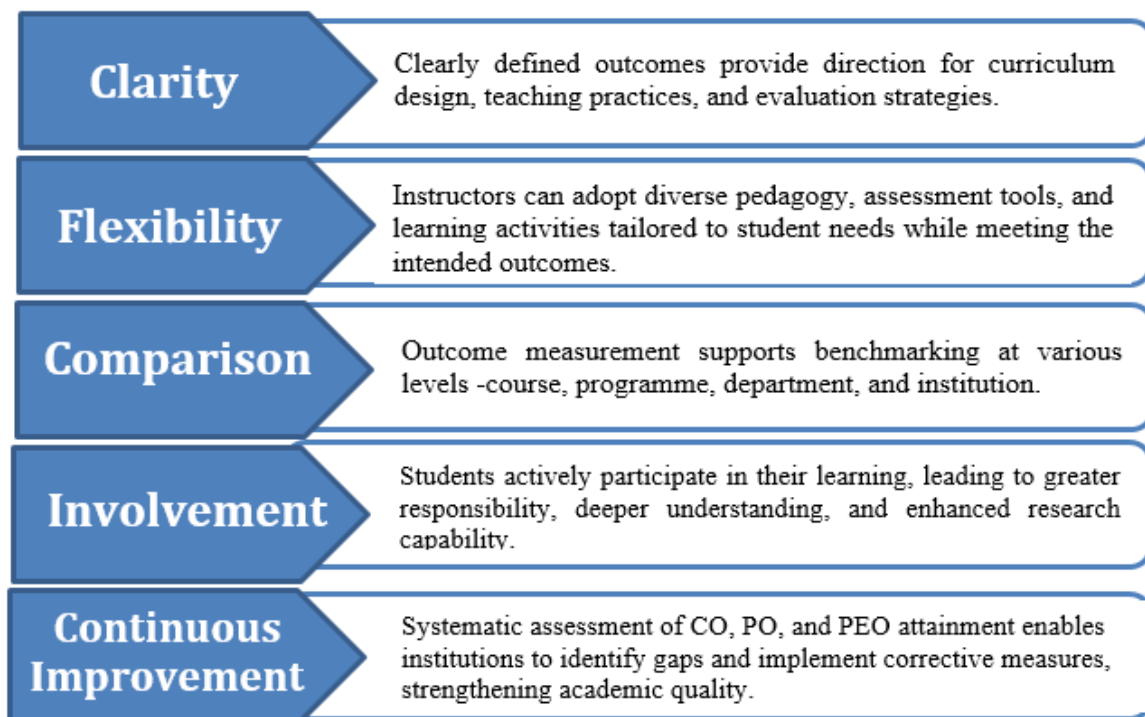 Clarity
Clearly defined outcomes provide direction for curriculum
design, teaching practices, and evaluation strategies.
Flexibility
Instructors can adopt diverse pedagogy, assessment tools, and
learning activities tailored to student needs while meeting the
intended outcomes.
Comparison
Outcome measurement supports benchmarking at various
levels -course, programme, department, and institution.
Involvement
Students actively participate in their learning, leading to greater
responsibility, deeper understanding, and enhanced research
capability.
Continuous
Improvement
Systematic assessment of CO, PO, and PEO attainment enables
institutions to identify gaps and implement corrective measures,
strengthening academic quality.